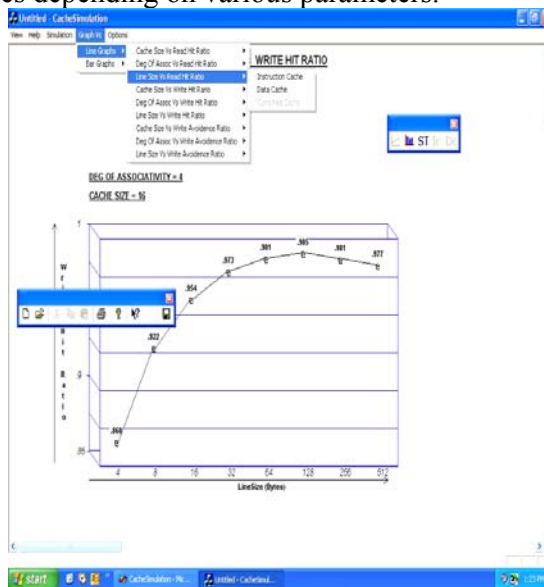 es depending on various parameters.
Untitled - CacheSimulation
View Help Simulation Graph Vs Options
Line Graphs
Bar Graphs
Cache Size Vs Read Hit Ratio
Deg Of Assoc Vs Read Hit Ratio
Line Size Vs Read Hit Ratio
Cache Size Vs Write Hit Ratio
Deg Of Assoc Vs Write Hit Ratio
Line Size Vs Write Hit Ratio
Cache Size Vs Write Avoidence Ratio
Deg Of Assoc Vs Write Avoidence Ratio
Line Size Vs Write Avoidence Ratio
Instruction Cache
Data Cache
Combined Cache
WRITE HIT RATIO
ST
DEG OF ASSOCIATIVITY = 4
CACHE SIZE = 16
1
.9
.85
.922
.954
.973
.981
.985
.981
.977
4 8 16 32 64 128 256 512
LineSize (Bytes)
start
CacheSimulation - Mic...
Untitled - CacheSimul...